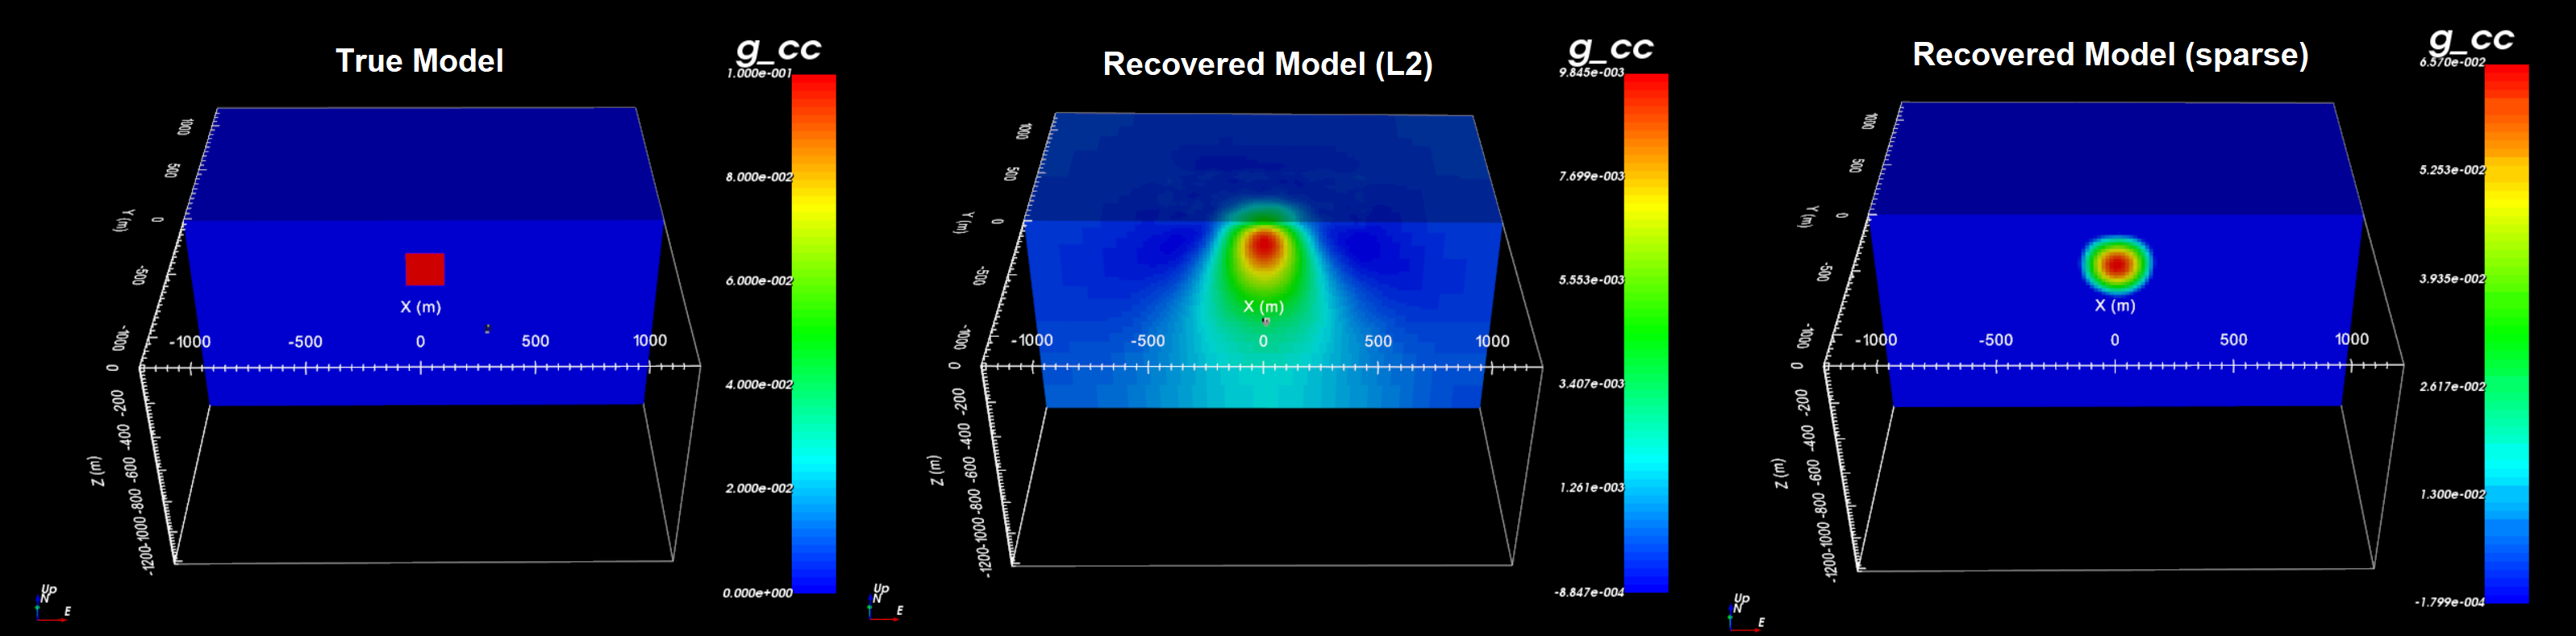 True Model
g_cc
1.000e-001
8.000e-002
6.000e-002
4.000e-002
2.000e-002
0.000e+000
1000
500
0
-500
-1000
Y (m)
X (m)
-1000 -500 0 500 1000
0
-200
-400
-600
-800
-1000
-1200
Z (m)
Up
N
E
Recovered Model (L2)
g_cc
9.845e-003
7.699e-003
5.553e-003
3.407e-003
1.261e-003
-8.847e-004
1000
500
0
-500
-1000
Y (m)
X (m)
-1000 -500 0 500 1000
0
-200
-400
-600
-800
-1000
-1200
Z (m)
Up
N
E
Recovered Model (sparse)
g_cc
6.570e-002
5.253e-002
3.935e-002
2.617e-002
1.300e-002
-1.799e-004
1000
500
0
-500
-1000
Y (m)
X (m)
-1000 -500 0 500 1000
0
-200
-400
-600
-800
-1000
-1200
Z (m)
Up
N
E